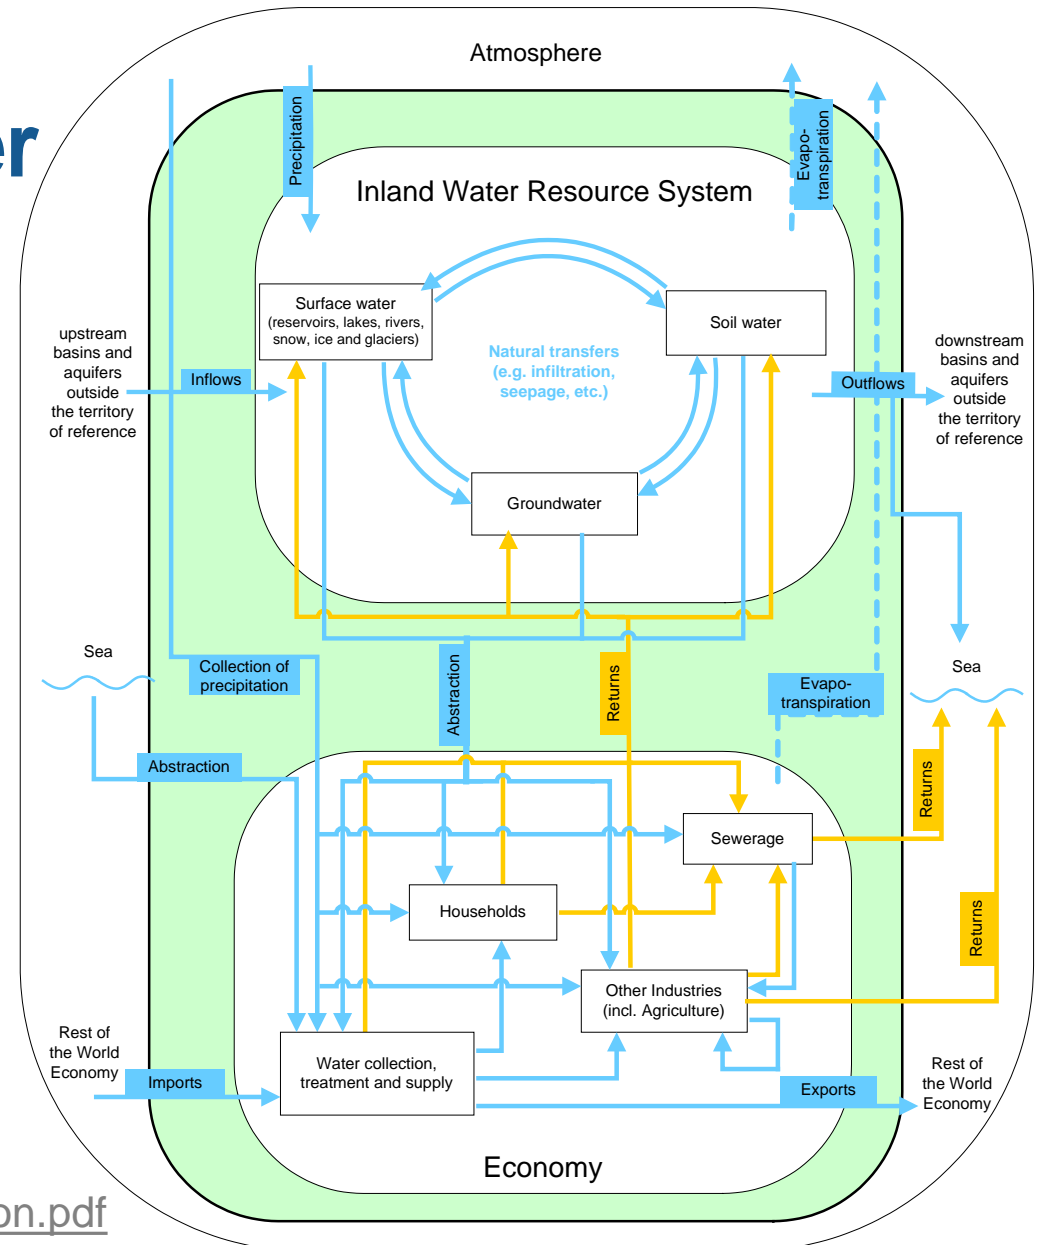 Atmosphere
er
Precipitation
Evapo-
transpiration
Inland Water Resource System
Surface water
(reservoirs, lakes, rivers,
snow, ice and glaciers)
Soil water
upstream
basins and
aquifers
outside
the territory
of reference
Inflows
Natural transfers
(e.g. infiltration,
seepage, etc.)
Outflows
downstream
basins and
aquifers
outside
the territory
of reference
Groundwater
Sea
Collection of
precipitation
Abstraction
Returns
Evapo-
transpiration
Sea
Abstraction
Returns
Sewerage
Households
Returns
Other Industries
(incl. Agriculture)
Rest of
the World
Economy
Imports
Water collection,
treatment and supply
Exports
Rest of
the World
Economy
Economy
on.pdf